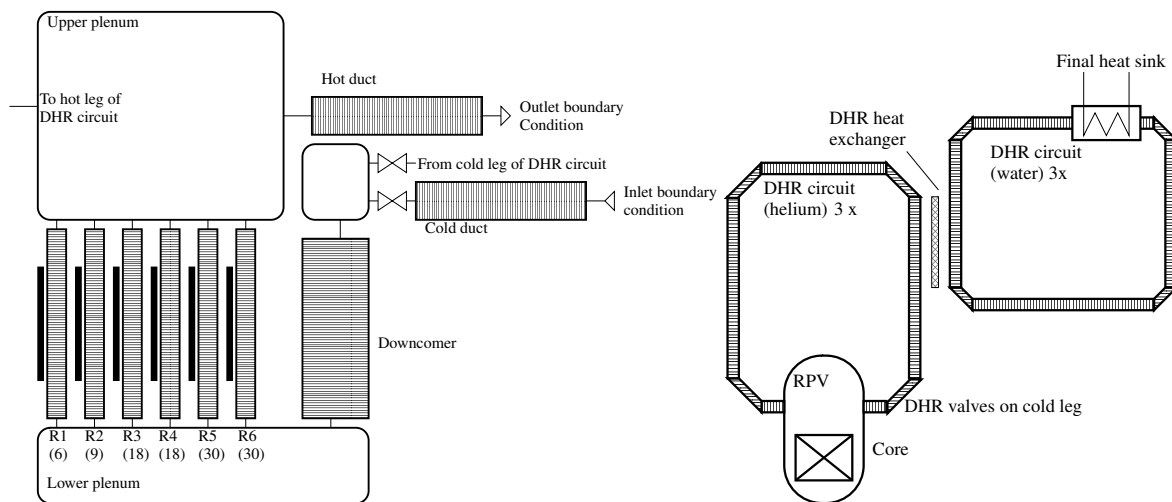 Upper plenum
To hot leg of
DHR circuit
Hot duct
Outlet boundary
Condition
From cold leg of DHR circuit
Inlet boundary
condition
Cold duct
Downcomer
R1 R2 R3 R4 R5 R6
(6) (9) (18) (18) (30) (30)
Lower plenum
Final heat sink
DHR heat
exchanger
DHR circuit
(water) 3x
DHR circuit
(helium) 3 x
RPV
DHR valves on cold leg
Core